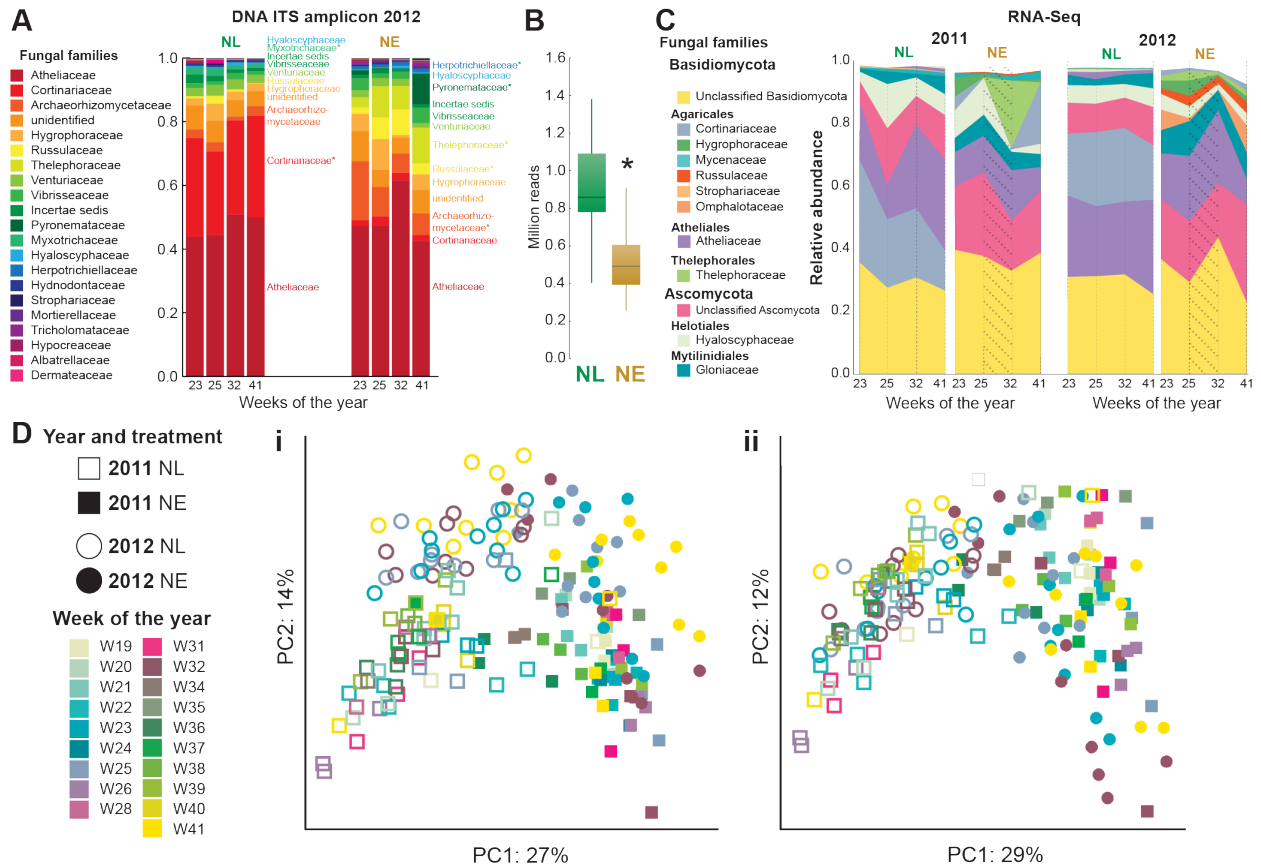 A
DNA ITS amplicon 2012
Fungal families
Atheliaceae
Cortinariaceae
Archaeorhizomycetaceae
unidentified
Hygrophoraceae
Russulaceae
Thelephoraceae
Venturiaceae
Vibrisseaceae
Incertae sedis
Pyronemataceae
Myxotrichaceae
Hyaloscyphaceae
Herpotrichiellaceae
Hydnodontaceae
Strophariaceae
Mortierellaceae
Tricholomataceae
Hypocreaceae
Albatrellaceae
Dermateaceae
NL
NE
1.0
0.8
0.6
0.4
0.2
0.0
Hyaloscyphaceae
Myxotrichaceae*
Incertae sedis
Vibrisseaceae
Venturiaceae
Russulaceae
Hygrophoraceae
unidentified
Archaeorhizo-
mycetaceae
Cortinanaceae*
Atheliaceae
Herpotrichiellaceae*
Hyaloscyphaceae
Pyronemataceae*
Incertae sedis
Vibrisseaceae
Venturiaceae
Thelephoraceae*
Russulaceae*
Hygrophoraceae
unidentified
Archaeorhizo-
mycetaceae*
Cortinariaceae
Atheliaceae
23 25 32 41
23 25 32 41
Weeks of the year
B
Million reads
1.6
1.4
1.2
1.0
0.8
0.6
0.4
0.2
0.0
*
NL NE
C
RNA-Seq
Fungal families
Basidiomycota
Unclassified Basidiomycota
Agaricales
Cortinariaceae
Hygrophoraceae
Mycenaceae
Russulaceae
Strophariaceae
Omphalotaceae
Atheliales
Atheliaceae
Thelephorales
Thelephoraceae
Ascomycota
Unclassified Ascomycota
Helotiales
Hyaloscyphaceae
Mytilinidiales
Gloniaceae
2011
2012
NL
NE
NL
NE
Relative abundance
1.0
0.8
0.6
0.4
0.2
0.0
23 25 32 41 23 25 32 41
23 25 32 41 23 25 32 41
Weeks of the year
Weeks of the year
D
Year and treatment
2011 NL
2011 NE
2012 NL
2012 NE
Week of the year
W19
W20
W21
W22
W23
W24
W25
W26
W28
W31
W32
W34
W35
W36
W37
W38
W39
W40
W41
i
PC2: 14%
PC1: 27%
ii
PC2: 12%
PC1: 29%